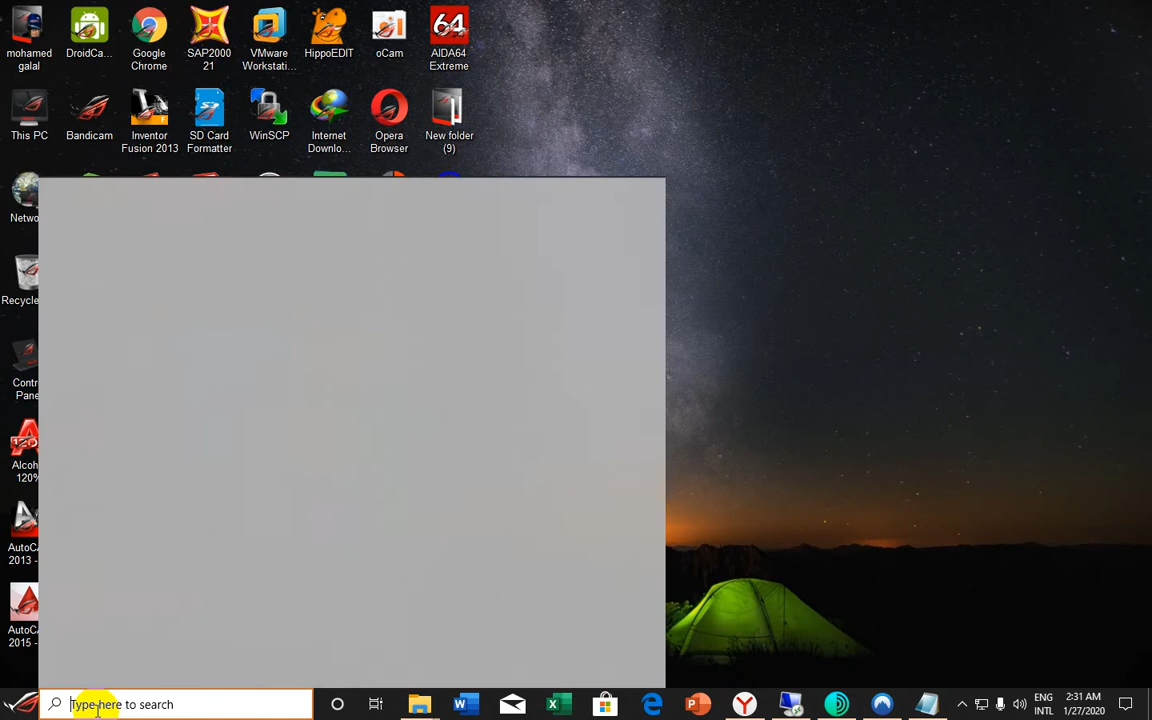 mohamed galal
DroidCa...
Google Chrome
SAP2000 21
VMware Workstati...
HippoEDIT
oCam
64
AIDA64 Extreme
This PC
Bandicam
Inventor Fusion 2013
SD Card Formatter
WinSCP
Internet Downlo...
Opera Browser
New folder (9)
Netwo
Recycle
Contr
Pane
Alcoh
120%
AutoCA
2013 -
AutoCA
2015 -
Type here to search
ENG
INTL
2:31 AM
1/27/2020